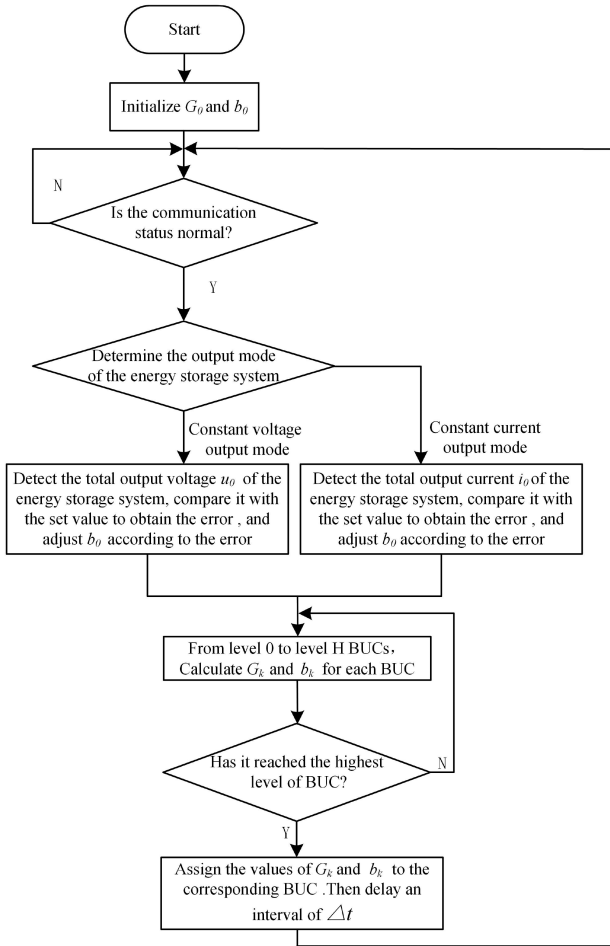 Start
Initialize G₀ and b₀
N
Is the communication
status normal?
Y
Determine the output mode
of the energy storage system
Constant voltage
output mode
Constant current
output mode
Detect the total output voltage u₀ of the
energy storage system, compare it with
the set value to obtain the error , and
adjust b₀ according to the error
Detect the total output current i₀ of the
energy storage system, compare it with
the set value to obtain the error , and
adjust b₀ according to the error
From level 0 to level H BUCs,
Calculate Gₖ and bₖ for each BUC
Has it reached the highest
level of BUC?
N
Y
Assign the values of Gₖ and bₖ to the
corresponding BUC .Then delay an
interval of △t